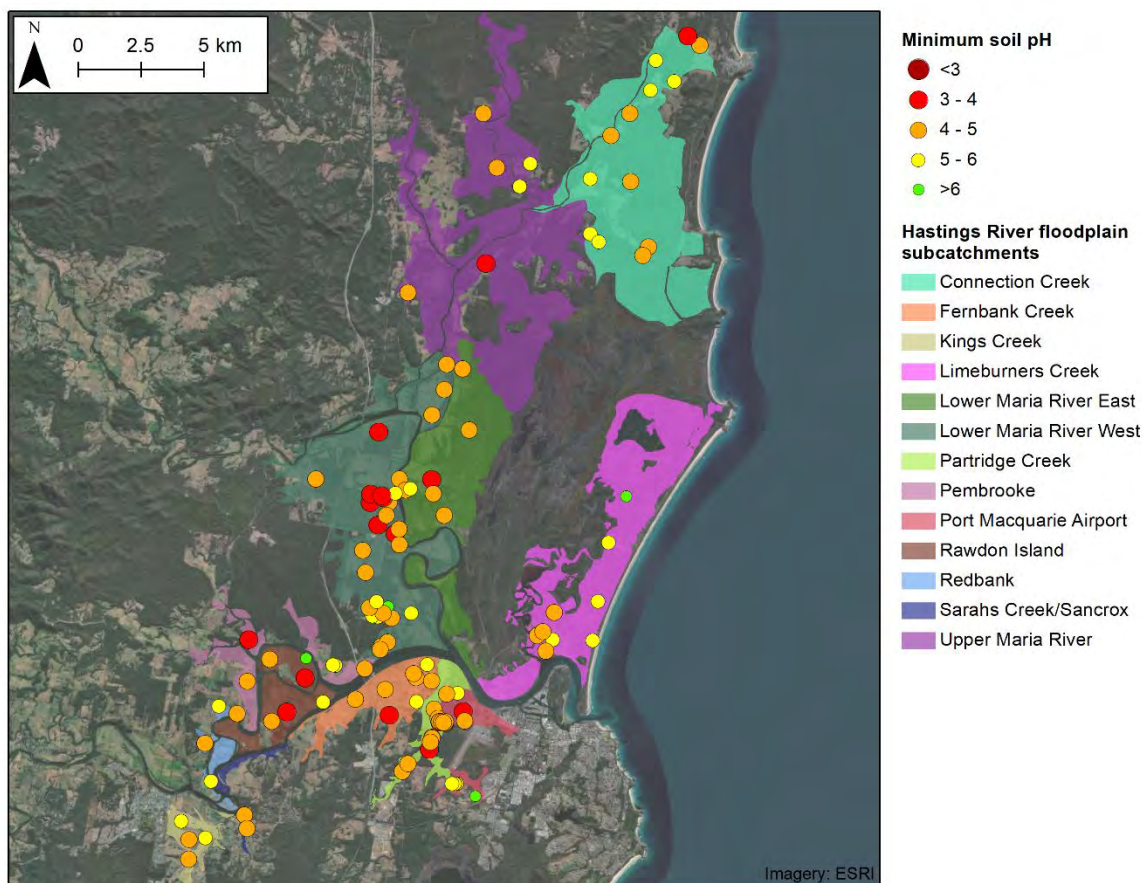 N
0 2.5 5 km
Minimum soil pH
<3
3 - 4
4 - 5
5 - 6
>6
Hastings River floodplain
subcatchments
Connection Creek
Fernbank Creek
Kings Creek
Limeburners Creek
Lower Maria River East
Lower Maria River West
Partridge Creek
Pembrooke
Port Macquarie Airport
Rawdon Island
Redbank
Sarahs Creek/Sancrox
Upper Maria River
Imagery: ESRI